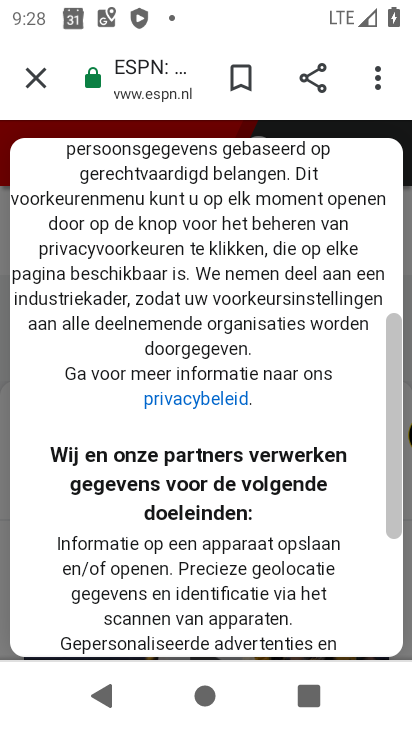 9:28
31
LTE
ESPN: ...
www.espn.nl
persoonsgegevens gebaseerd op
gerechtvaardigd belangen. Dit
voorkeurenmenu kunt u op elk moment openen
door op de knop voor het beheren van
privacyvoorkeuren te klikken, die op elke
pagina beschikbaar is. We nemen deel aan een
industriekader, zodat uw voorkeursinstellingen
aan alle deelnemende organisaties worden
doorgegeven.
Ga voor meer informatie naar ons
privacybeleid.
Wij en onze partners verwerken
gegevens voor de volgende
doeleinden:
Informatie op een apparaat opslaan
en/of openen. Precieze geolocatie
gegevens en identificatie via het
scannen van apparaten.
Gepersonaliseerde advertenties en